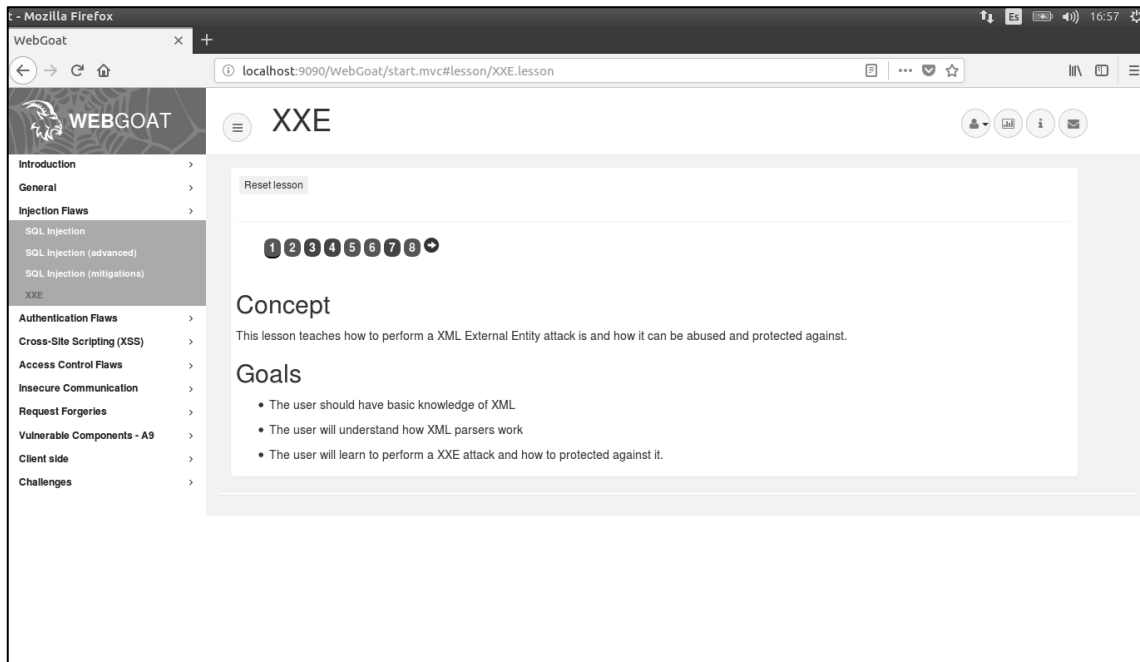 t - Mozilla Firefox
Es
16:57
WebGoat
localhost:9090/WebGoat/start.mvc#lesson/XXE.lesson
WEBGOAT
XXE
Introduction
General
Injection Flaws
SQL Injection
SQL Injection (advanced)
SQL Injection (mitigations)
XXE
Authentication Flaws
Cross-Site Scripting (XSS)
Access Control Flaws
Insecure Communication
Request Forgeries
Vulnerable Components - A9
Client side
Challenges
Reset lesson
1 2 3 4 5 6 7 8
Concept
This lesson teaches how to perform a XML External Entity attack is and how it can be abused and protected against.
Goals
• The user should have basic knowledge of XML
• The user will understand how XML parsers work
• The user will learn to perform a XXE attack and how to protected against it.